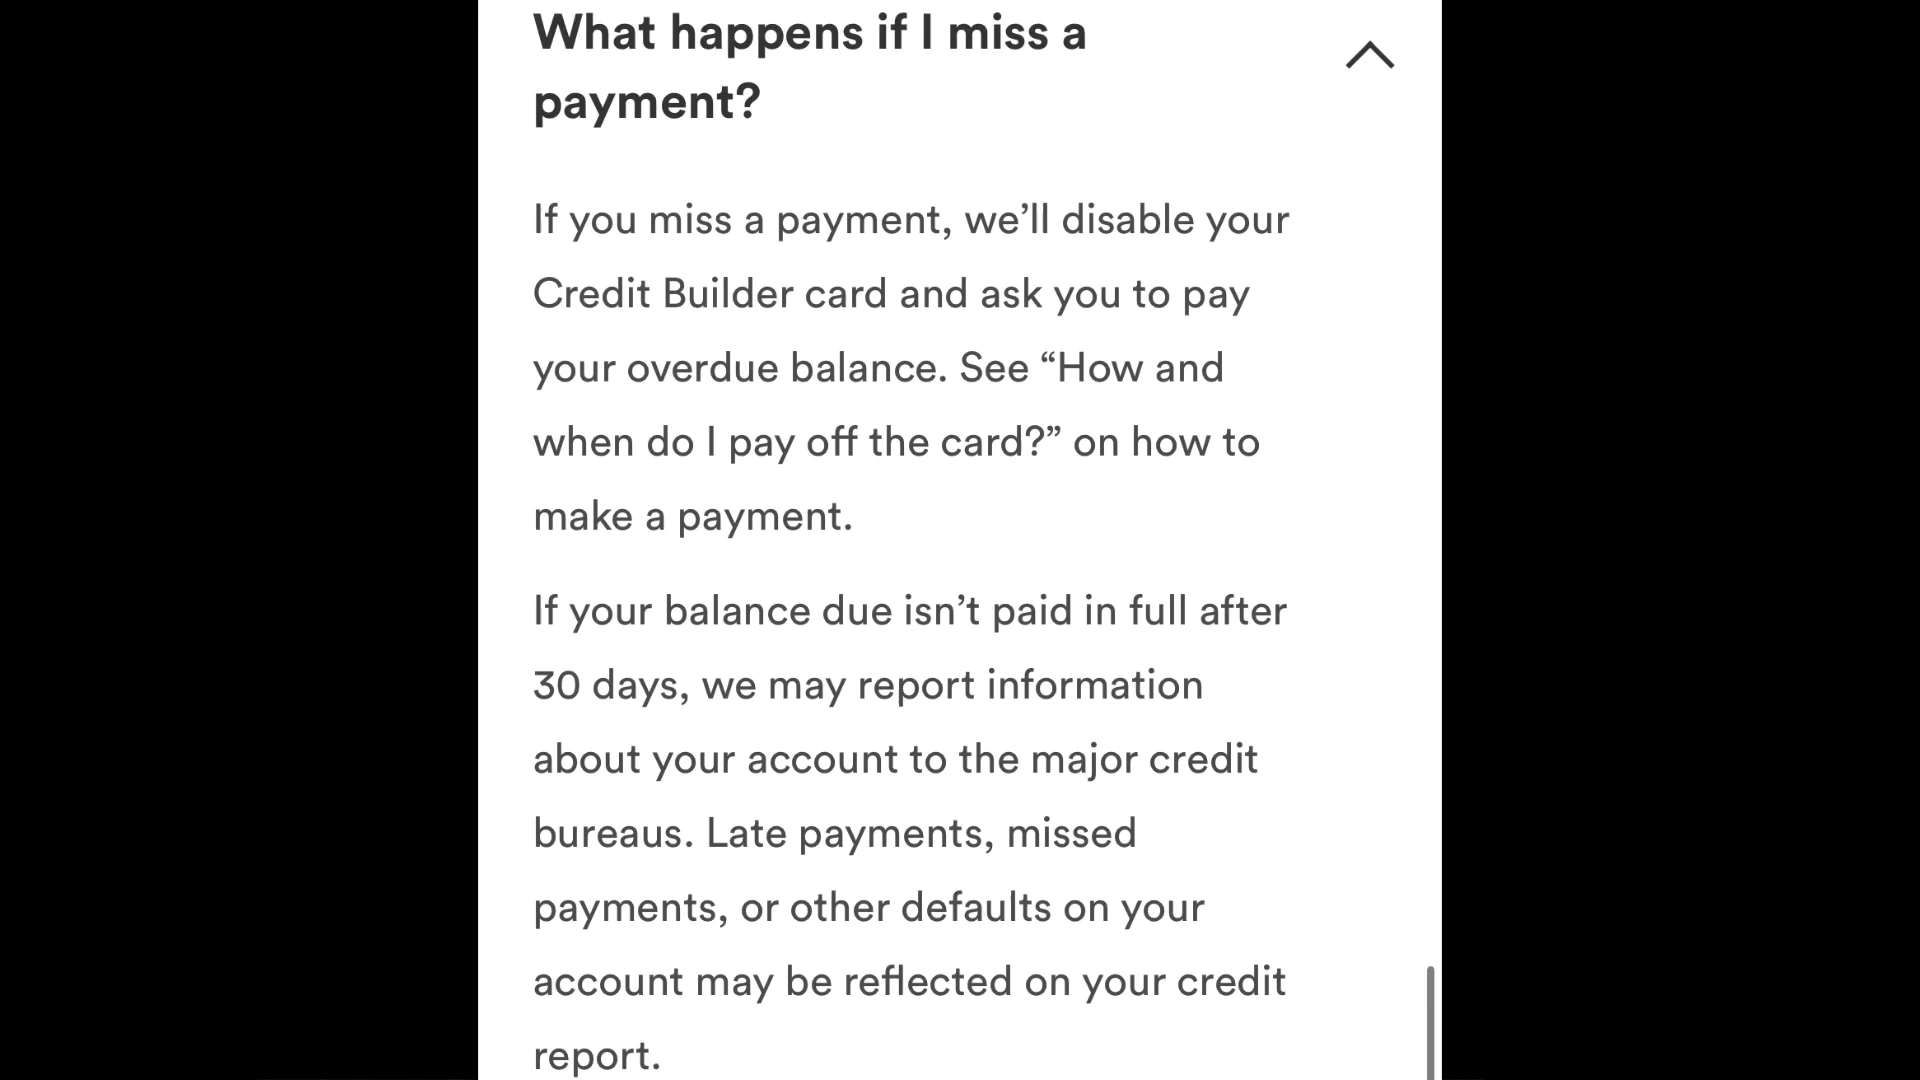 What happens if I miss a
payment?
If you miss a payment, we’ll disable your
Credit Builder card and ask you to pay
your overdue balance. See “How and
when do I pay off the card?” on how to
make a payment.
If your balance due isn’t paid in full after
30 days, we may report information
about your account to the major credit
bureaus. Late payments, missed
payments, or other defaults on your
account may be reflected on your credit
report.